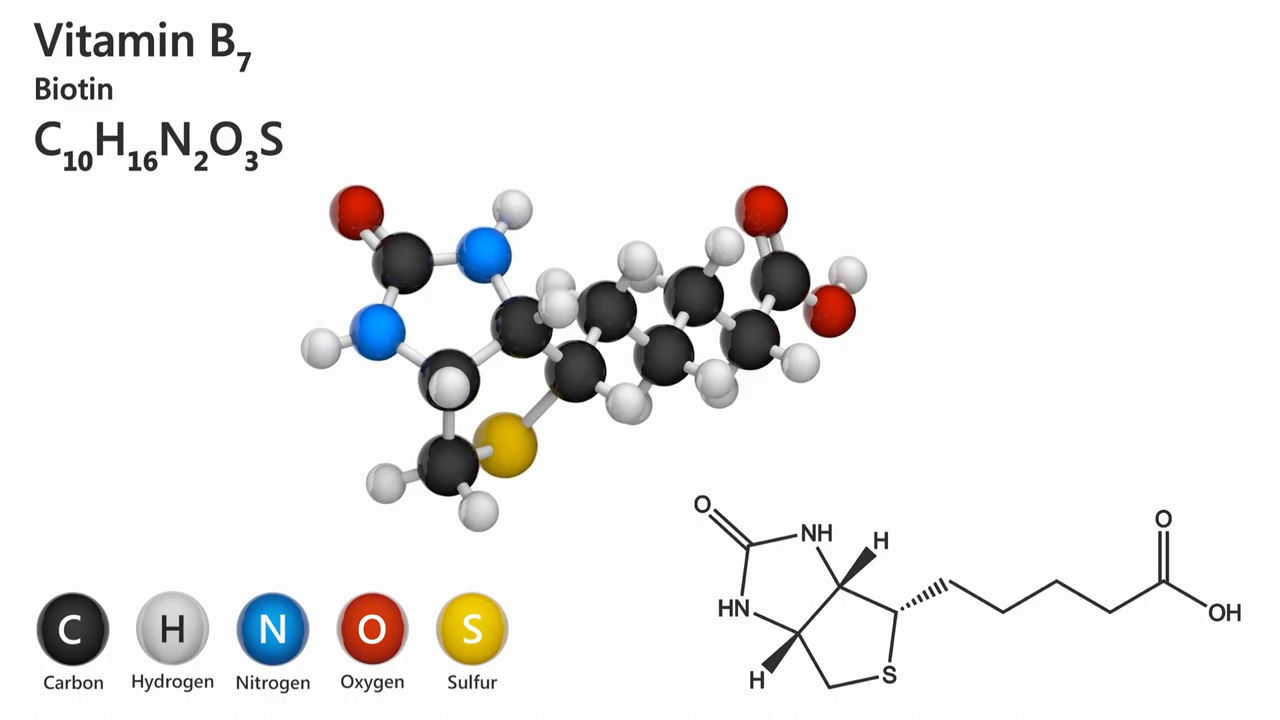 Vitamin B₇
Biotin
C₁₀H₁₆N₂O₃S
O
NH
H
HN
H
S
O
OH
C H N O S
Carbon Hydrogen Nitrogen Oxygen Sulfur